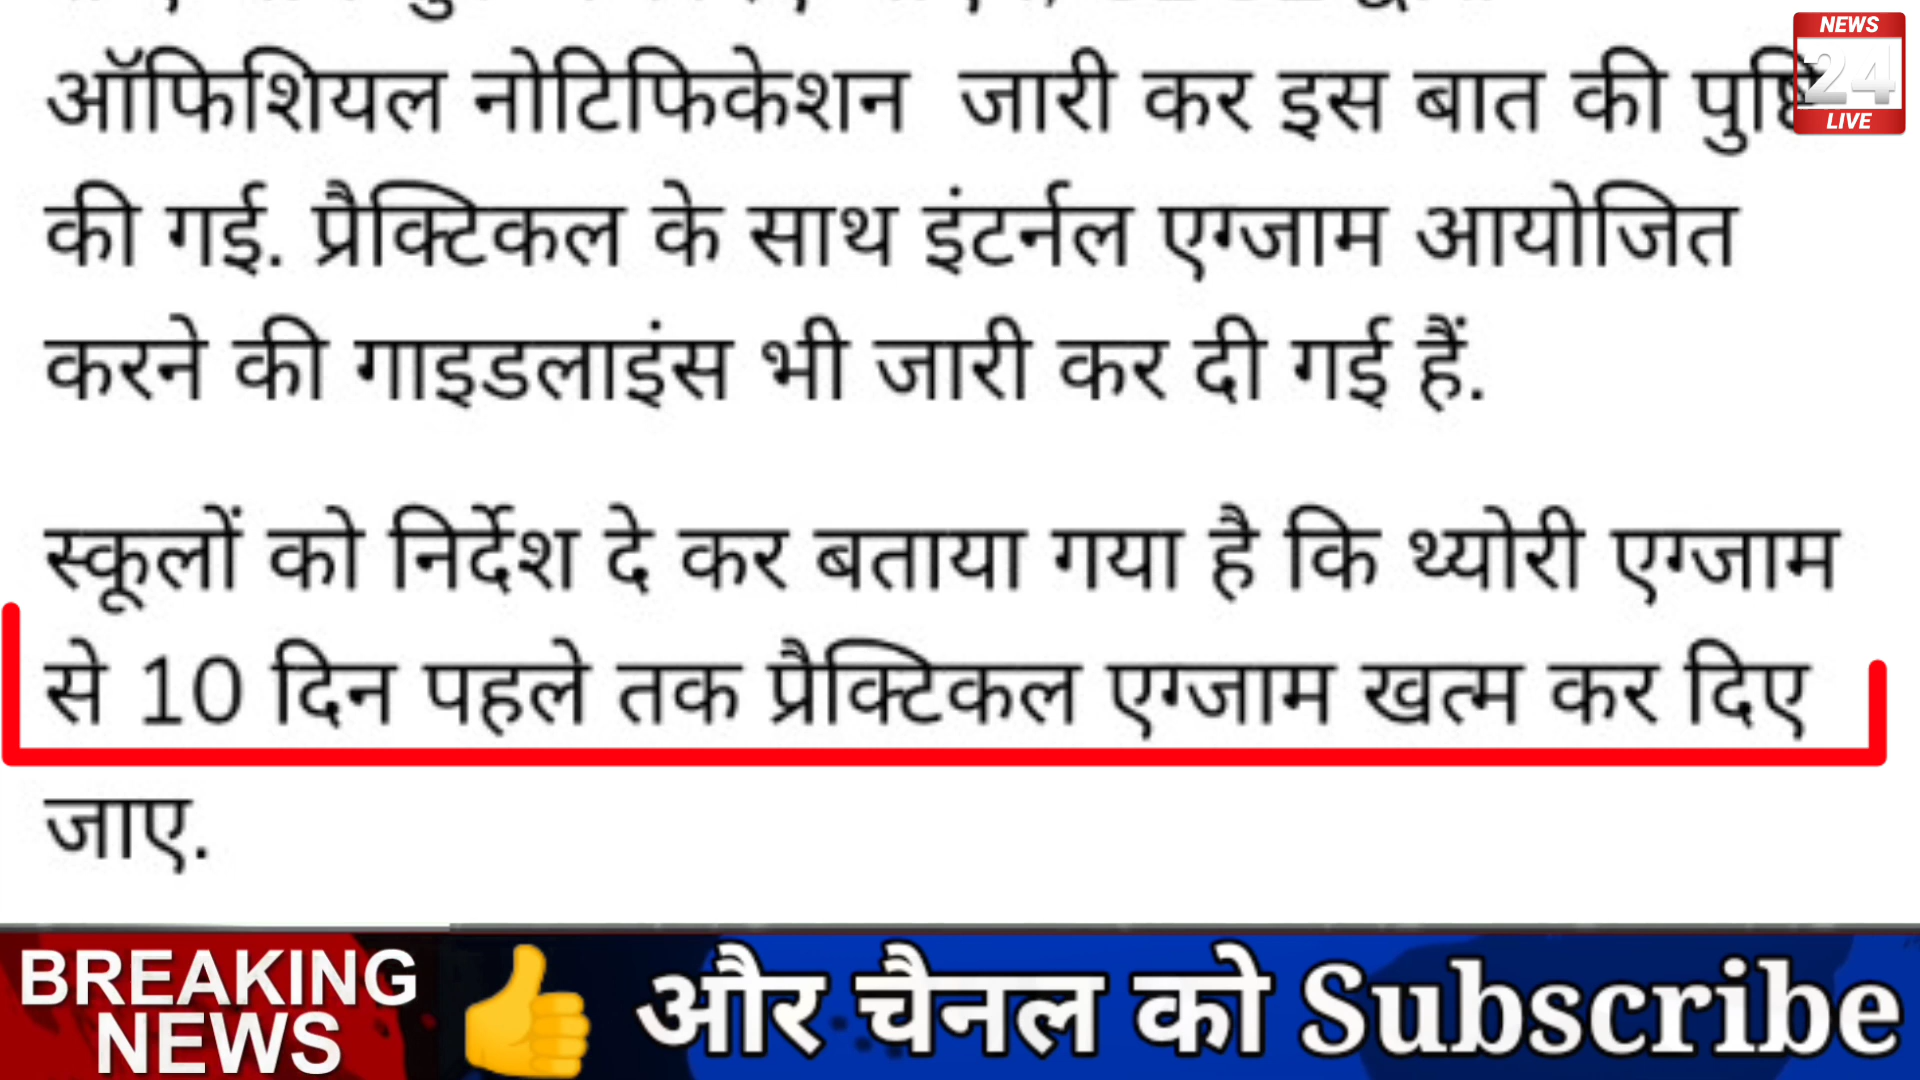 ऑफिशियल नोटिफिकेशन जारी कर इस बात की पुष्टि
की गई. प्रैक्टिकल के साथ इंटर्नल एग्जाम आयोजित
करने की गाइडलाइंस भी जारी कर दी गई हैं.
स्कूलों को निर्देश दे कर बताया गया है कि थ्योरी एग्जाम
से 10 दिन पहले तक प्रैक्टिकल एग्जाम खत्म कर दिए
जाए.
NEWS
24
LIVE
BREAKING
NEWS
और चैनल को Subscribe